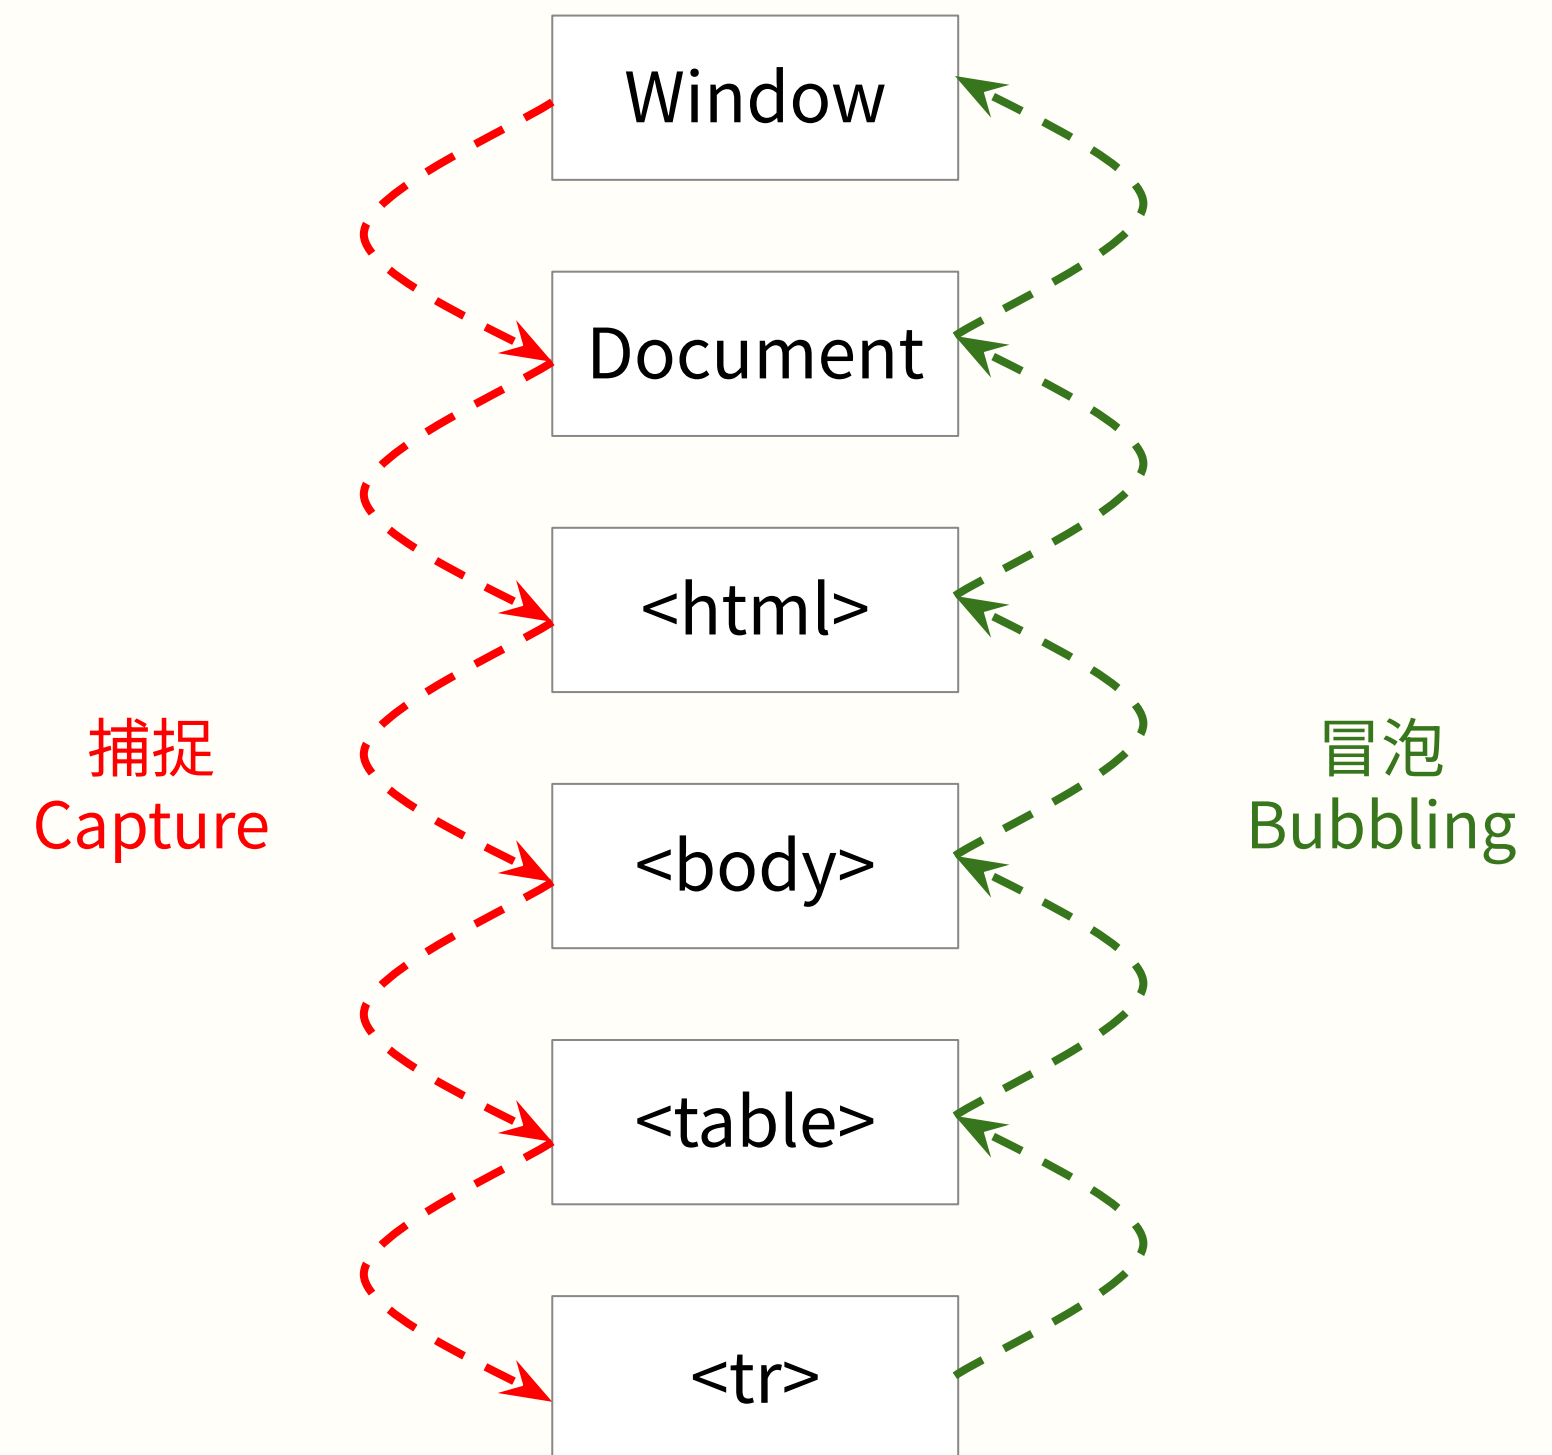 Window
Document
<html>
捕捉
Capture
冒泡
Bubbling
<body>
<table>
<tr>